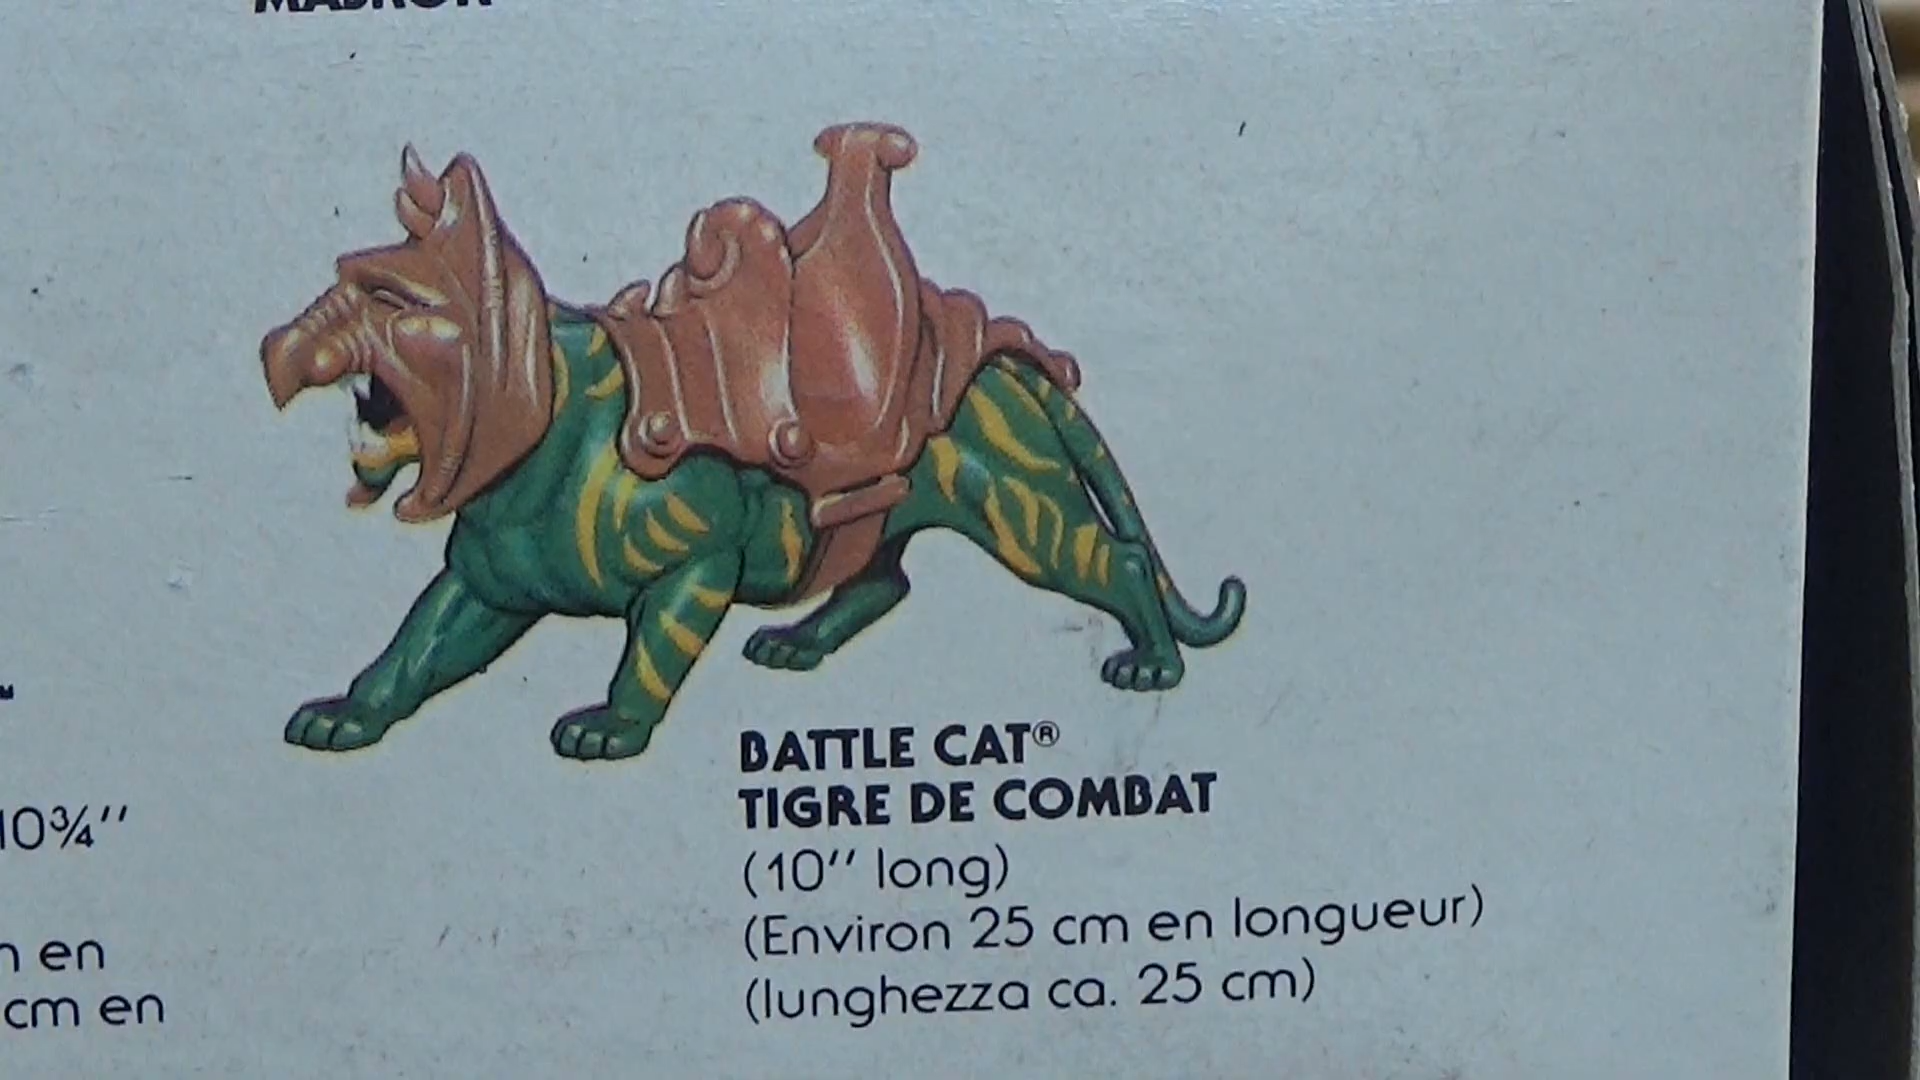 BATTLE CAT®
TIGRE DE COMBAT
(10" long)
(Environ 25 cm en longueur)
(lunghezza ca. 25 cm)
10¾"
en
cm en